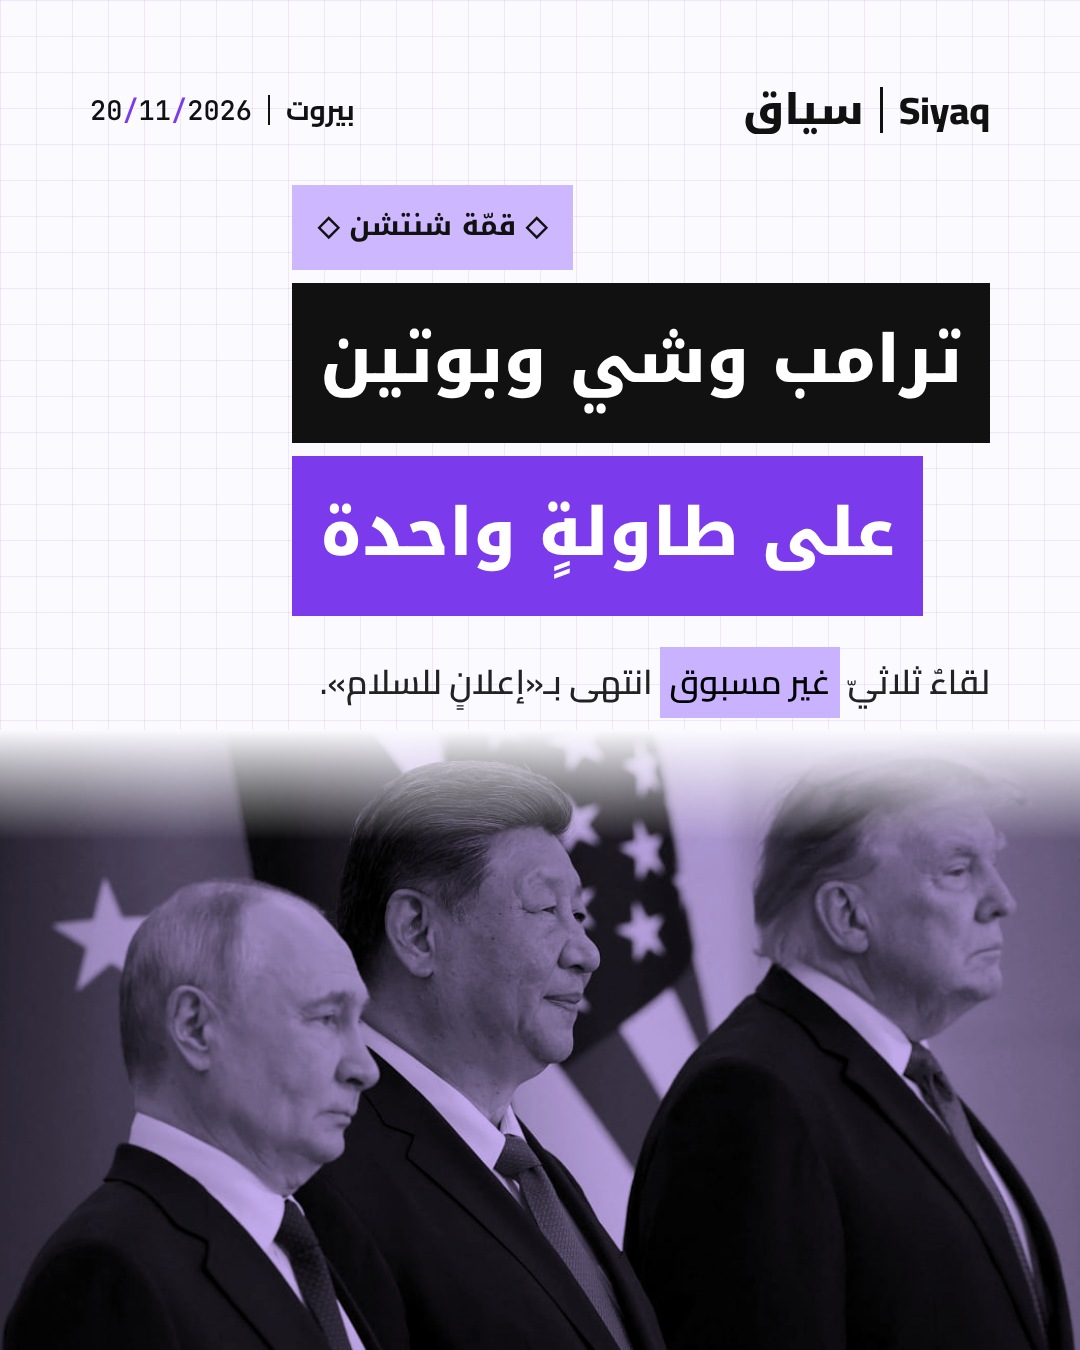 Siyaq | سياق
بيروت | 20/11/2026
◇ قمّة شنتشن ◇
ترامب وشي وبوتين
على طاولةٍ واحدة
لقاءٌ ثلاثيّ غير مسبوق انتهى بـ«إعلانٍ للسلام».